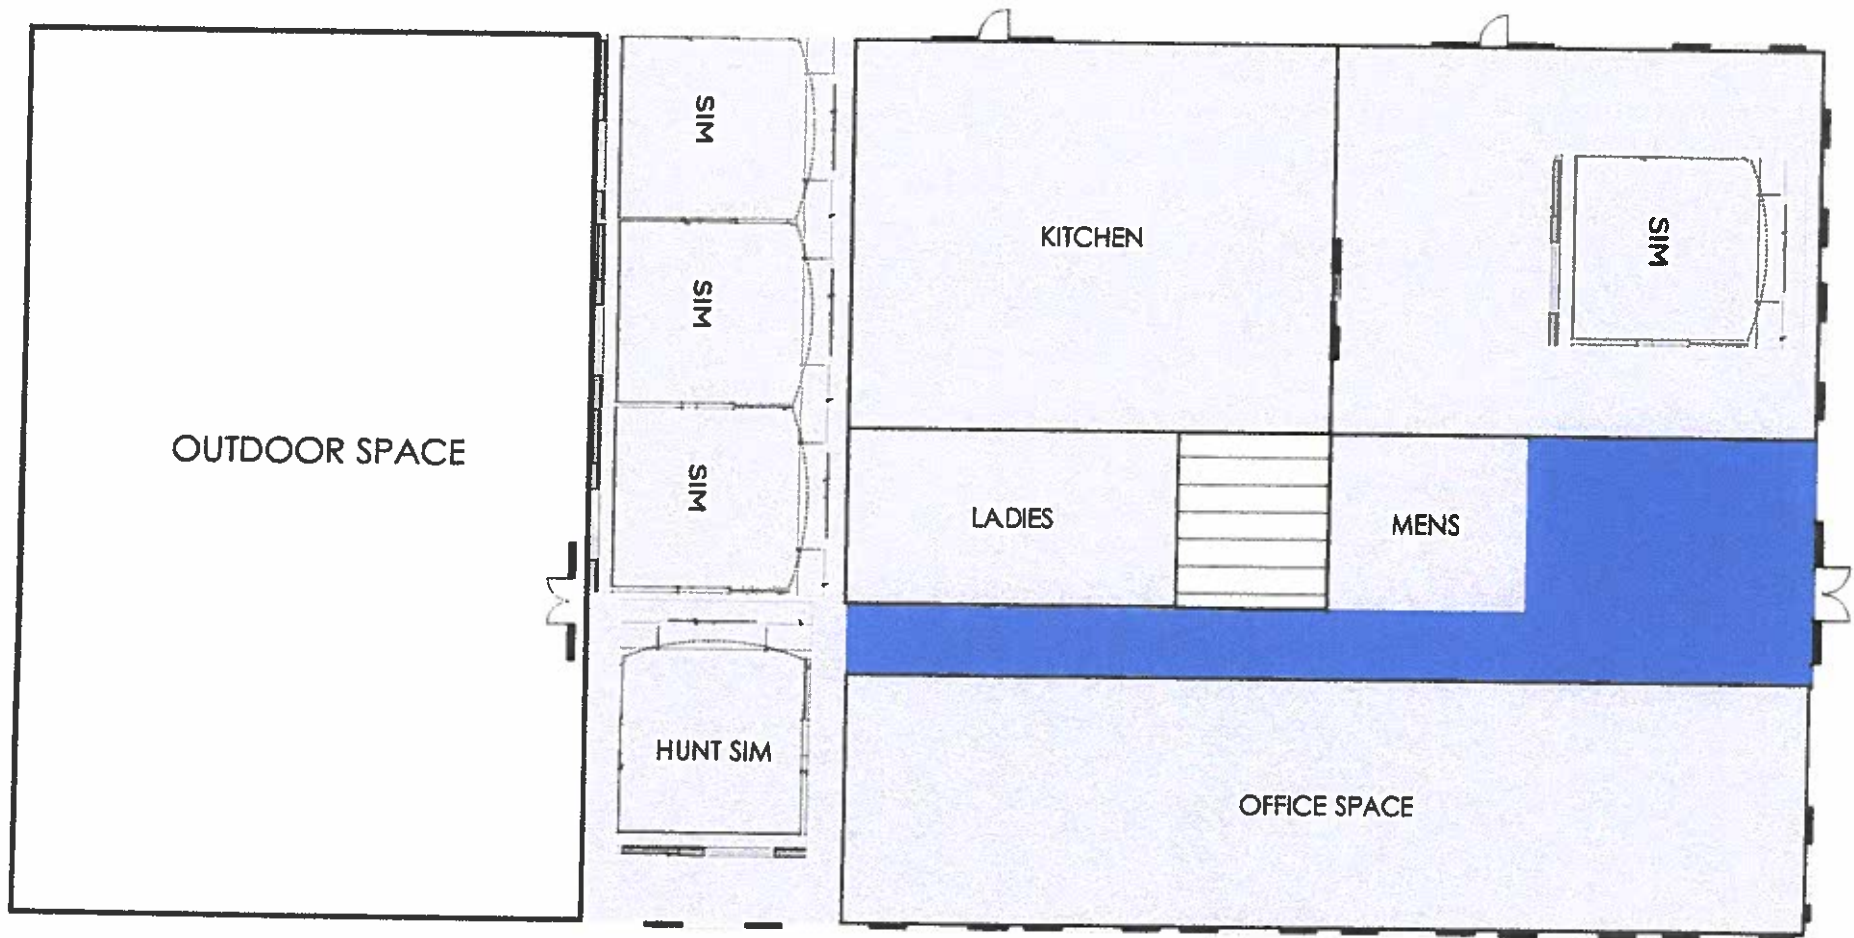 SIM
SIM
SIM
SIM
KITCHEN
OUTDOOR SPACE
LADIES
MENS
HUNT SIM
OFFICE SPACE